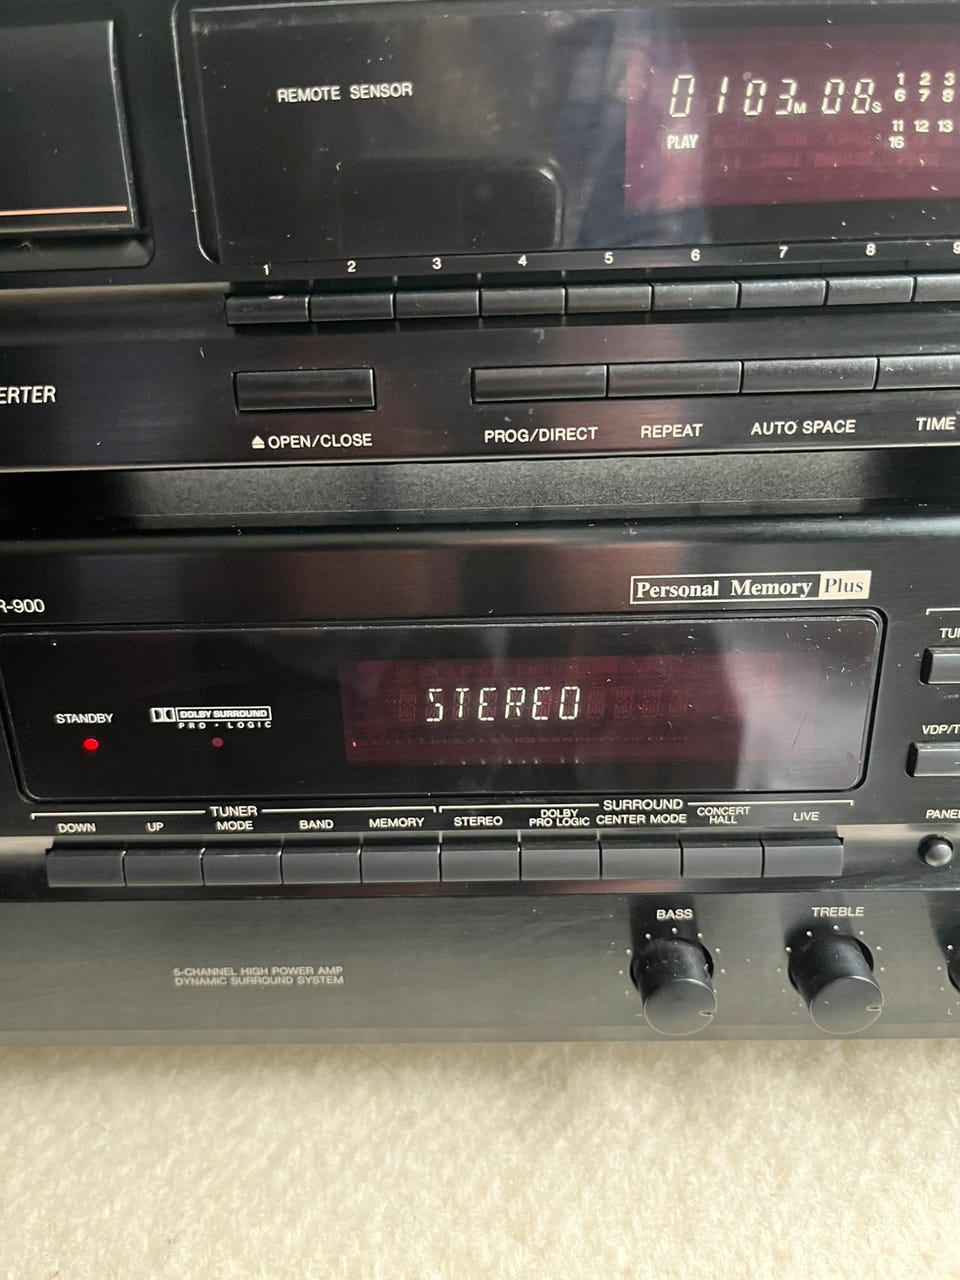 REMOTE SENSOR
01 03M 08S
1 2 3
6 7 8
11 12 13
16
PLAY
1 2 3 4 5 6 7 8 9
ERTER
OPEN/CLOSE
PROG/DIRECT REPEAT AUTO SPACE TIME
R-900
Personal Memory Plus
STANDBY
DOLBY SURROUND
PRO • LOGIC
STEREO
TUN
VDP/T
TUNER
DOWN UP MODE BAND MEMORY
SURROUND
STEREO DOLBY PRO LOGIC CENTER MODE CONCERT HALL LIVE
PANEL
BASS
TREBLE
5-CHANNEL HIGH POWER AMP
DYNAMIC SURROUND SYSTEM